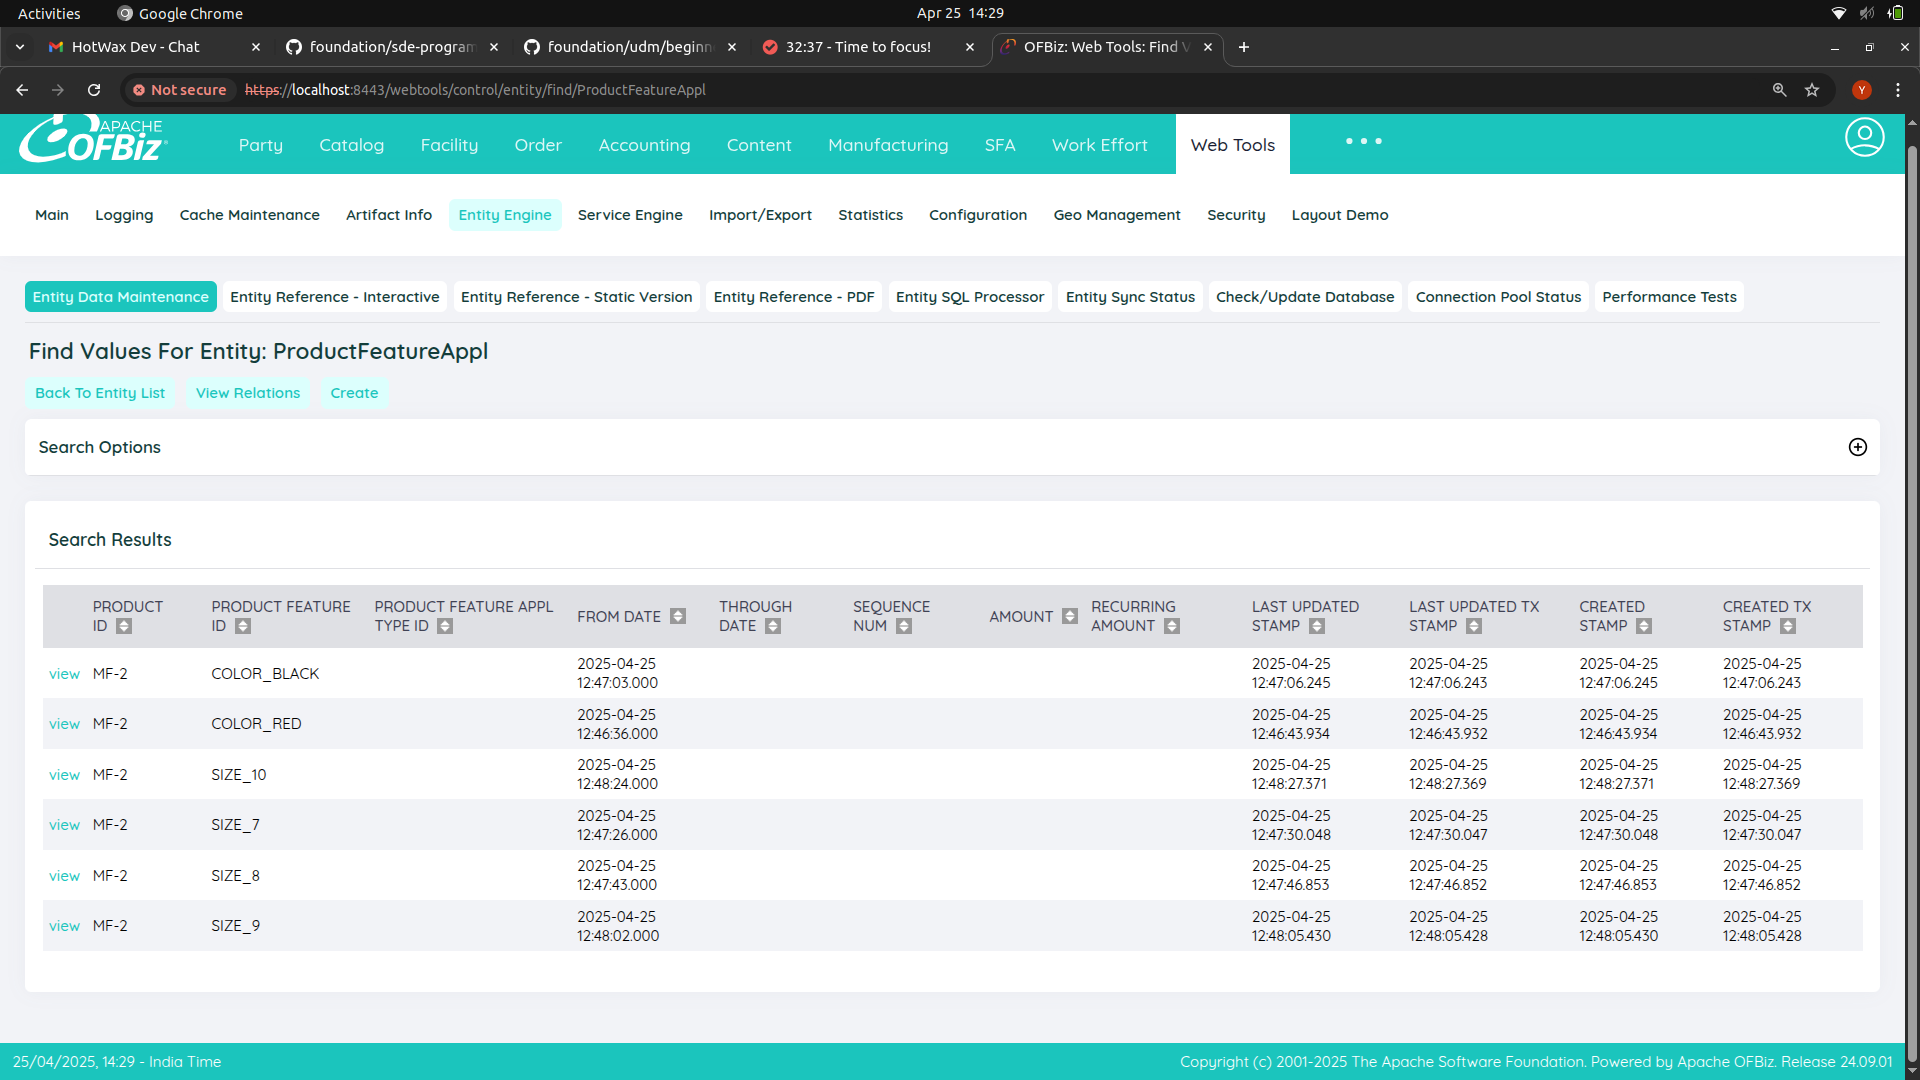 Activities Google Chrome Apr 25 14:29
HotWax Dev - Chat foundation/sde-program foundation/udm/beginn 32:37 - Time to focus! OFBiz: Web Tools: Find V
Not secure https://localhost:8443/webtools/control/entity/find/ProductFeatureAppl Y
APACHE OFBiz Party Catalog Facility Order Accounting Content Manufacturing SFA Work Effort Web Tools
Main Logging Cache Maintenance Artifact Info Entity Engine Service Engine Import/Export Statistics Configuration Geo Management Security Layout Demo
Entity Data Maintenance Entity Reference - Interactive Entity Reference - Static Version Entity Reference - PDF Entity SQL Processor Entity Sync Status Check/Update Database Connection Pool Status Performance Tests
Find Values For Entity: ProductFeatureAppl
Back To Entity List View Relations Create
Search Options
Search Results
PRODUCT ID PRODUCT FEATURE ID PRODUCT FEATURE APPL TYPE ID FROM DATE THROUGH DATE SEQUENCE NUM AMOUNT RECURRING AMOUNT LAST UPDATED STAMP LAST UPDATED TX STAMP CREATED STAMP CREATED TX STAMP
view MF-2 COLOR_BLACK 2025-04-25 12:47:03.000 2025-04-25 12:47:06.245 2025-04-25 12:47:06.243 2025-04-25 12:47:06.245 2025-04-25 12:47:06.243
view MF-2 COLOR_RED 2025-04-25 12:46:36.000 2025-04-25 12:46:43.934 2025-04-25 12:46:43.932 2025-04-25 12:46:43.934 2025-04-25 12:46:43.932
view MF-2 SIZE_10 2025-04-25 12:48:24.000 2025-04-25 12:48:27.371 2025-04-25 12:48:27.369 2025-04-25 12:48:27.371 2025-04-25 12:48:27.369
view MF-2 SIZE_7 2025-04-25 12:47:26.000 2025-04-25 12:47:30.048 2025-04-25 12:47:30.047 2025-04-25 12:47:30.048 2025-04-25 12:47:30.047
view MF-2 SIZE_8 2025-04-25 12:47:43.000 2025-04-25 12:47:46.853 2025-04-25 12:47:46.852 2025-04-25 12:47:46.853 2025-04-25 12:47:46.852
view MF-2 SIZE_9 2025-04-25 12:48:02.000 2025-04-25 12:48:05.430 2025-04-25 12:48:05.428 2025-04-25 12:48:05.430 2025-04-25 12:48:05.428
25/04/2025, 14:29 - India Time Copyright (c) 2001-2025 The Apache Software Foundation. Powered by Apache OFBiz. Release 24.09.01